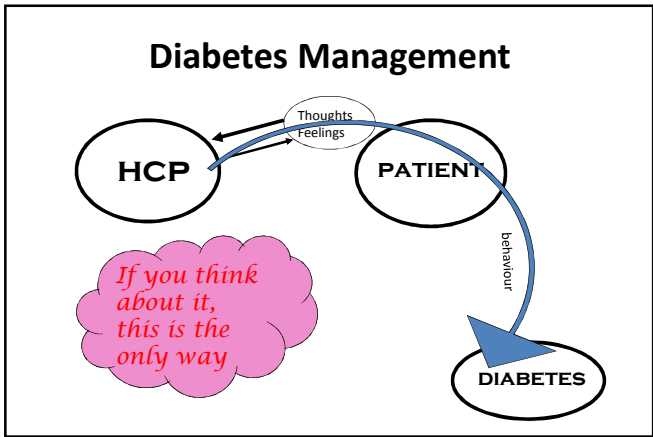 Diabetes Management
Thoughts
Feelings
HCP
PATIENT
behaviour
If you think
about it,
this is the
only way
DIABETES